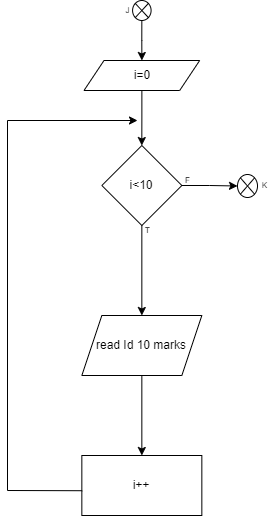 J
i=0
i<10
F
K
T
read Id 10 marks
i++